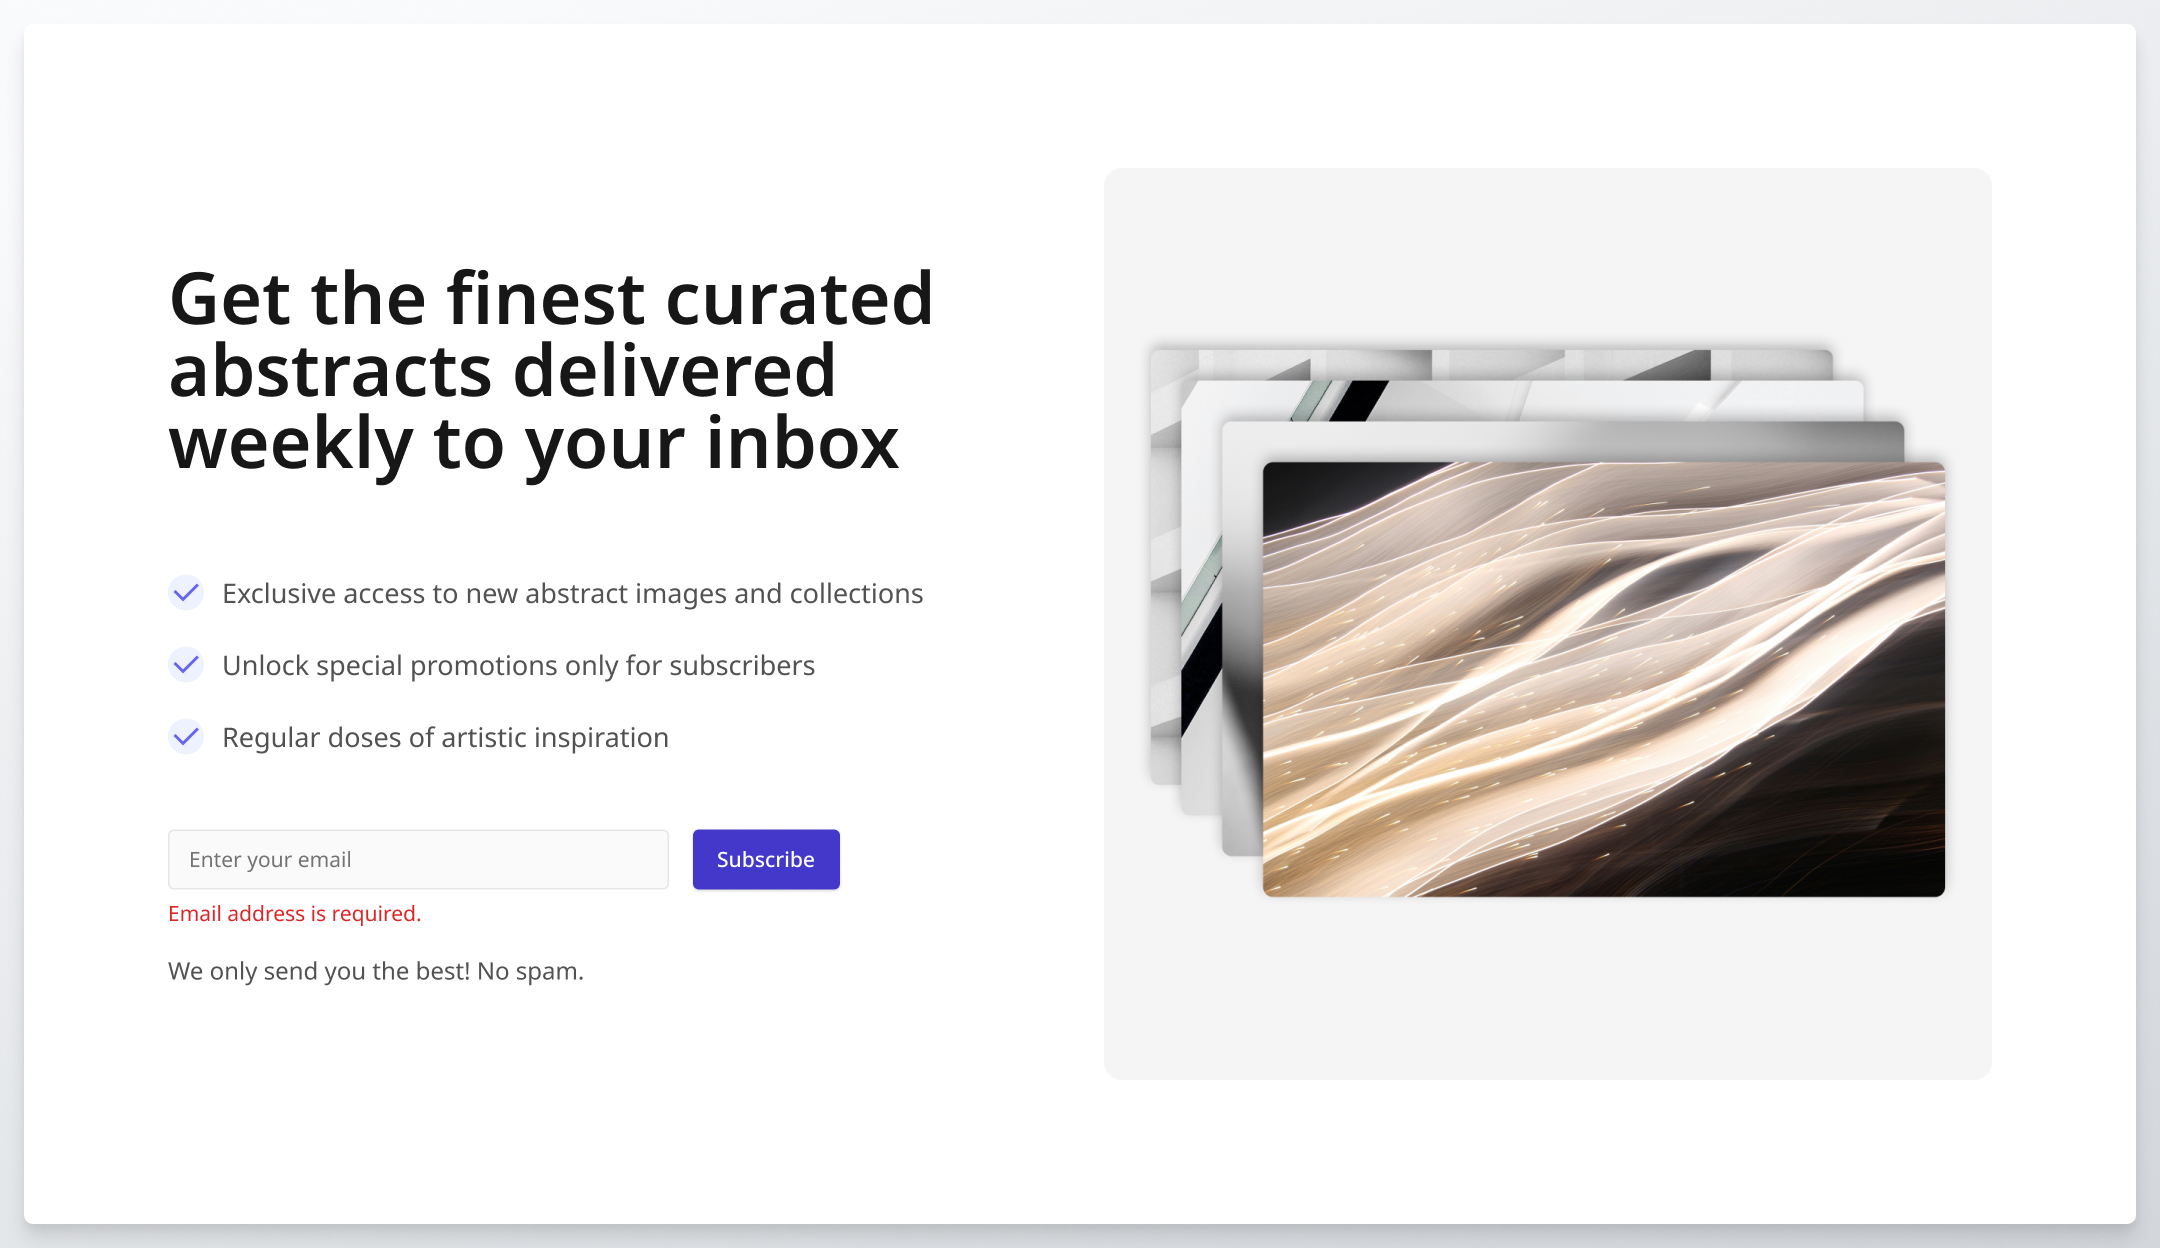 Get the finest curated
abstracts delivered
weekly to your inbox
Exclusive access to new abstract images and collections
Unlock special promotions only for subscribers
Regular doses of artistic inspiration
Enter your email
Subscribe
Email address is required.
We only send you the best! No spam.